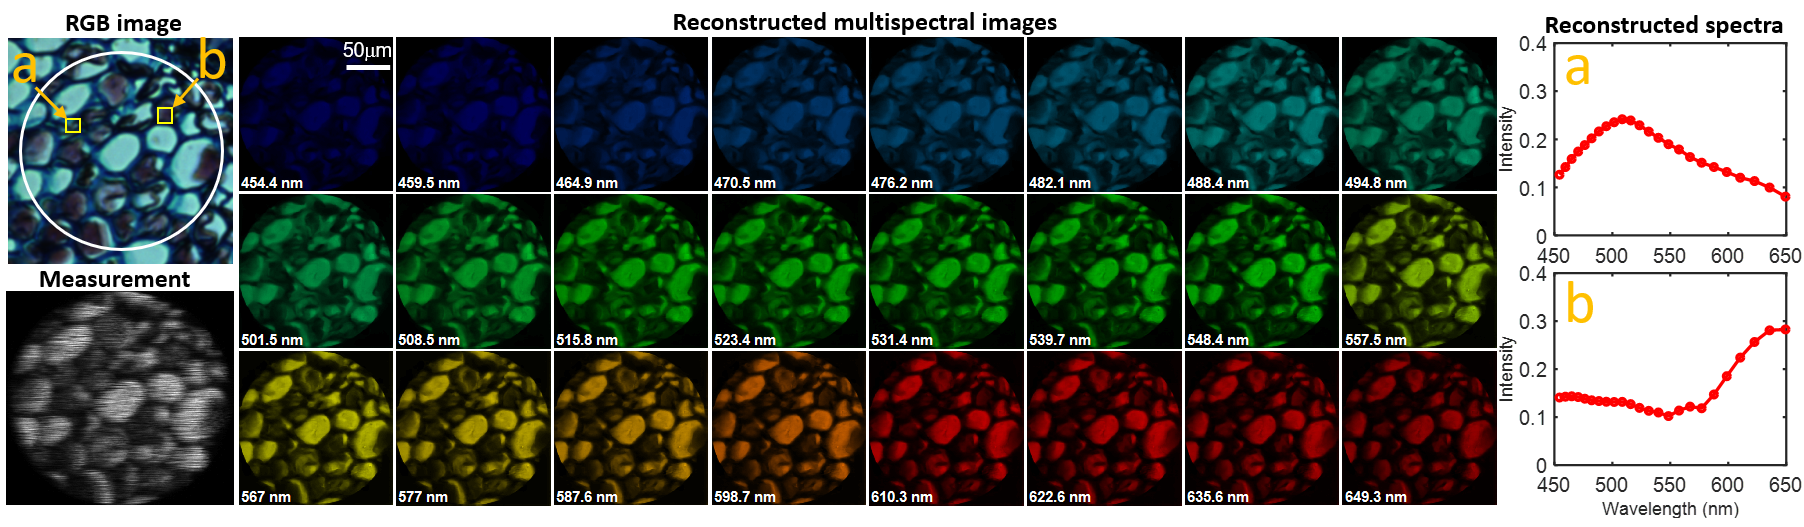 RGB image
Reconstructed multispectral images
Reconstructed spectra
a
b
50μm
454.4 nm
459.5 nm
464.9 nm
470.5 nm
476.2 nm
482.1 nm
488.4 nm
494.8 nm
Measurement
501.5 nm
508.5 nm
515.8 nm
523.4 nm
531.4 nm
539.7 nm
548.4 nm
557.5 nm
567 nm
577 nm
587.6 nm
598.7 nm
610.3 nm
622.6 nm
635.6 nm
649.3 nm
a
Intensity
0.4
0.3
0.2
0.1
0
450 500 550 600 650
b
Intensity
0.4
0.3
0.2
0.1
0
450 500 550 600 650
Wavelength (nm)